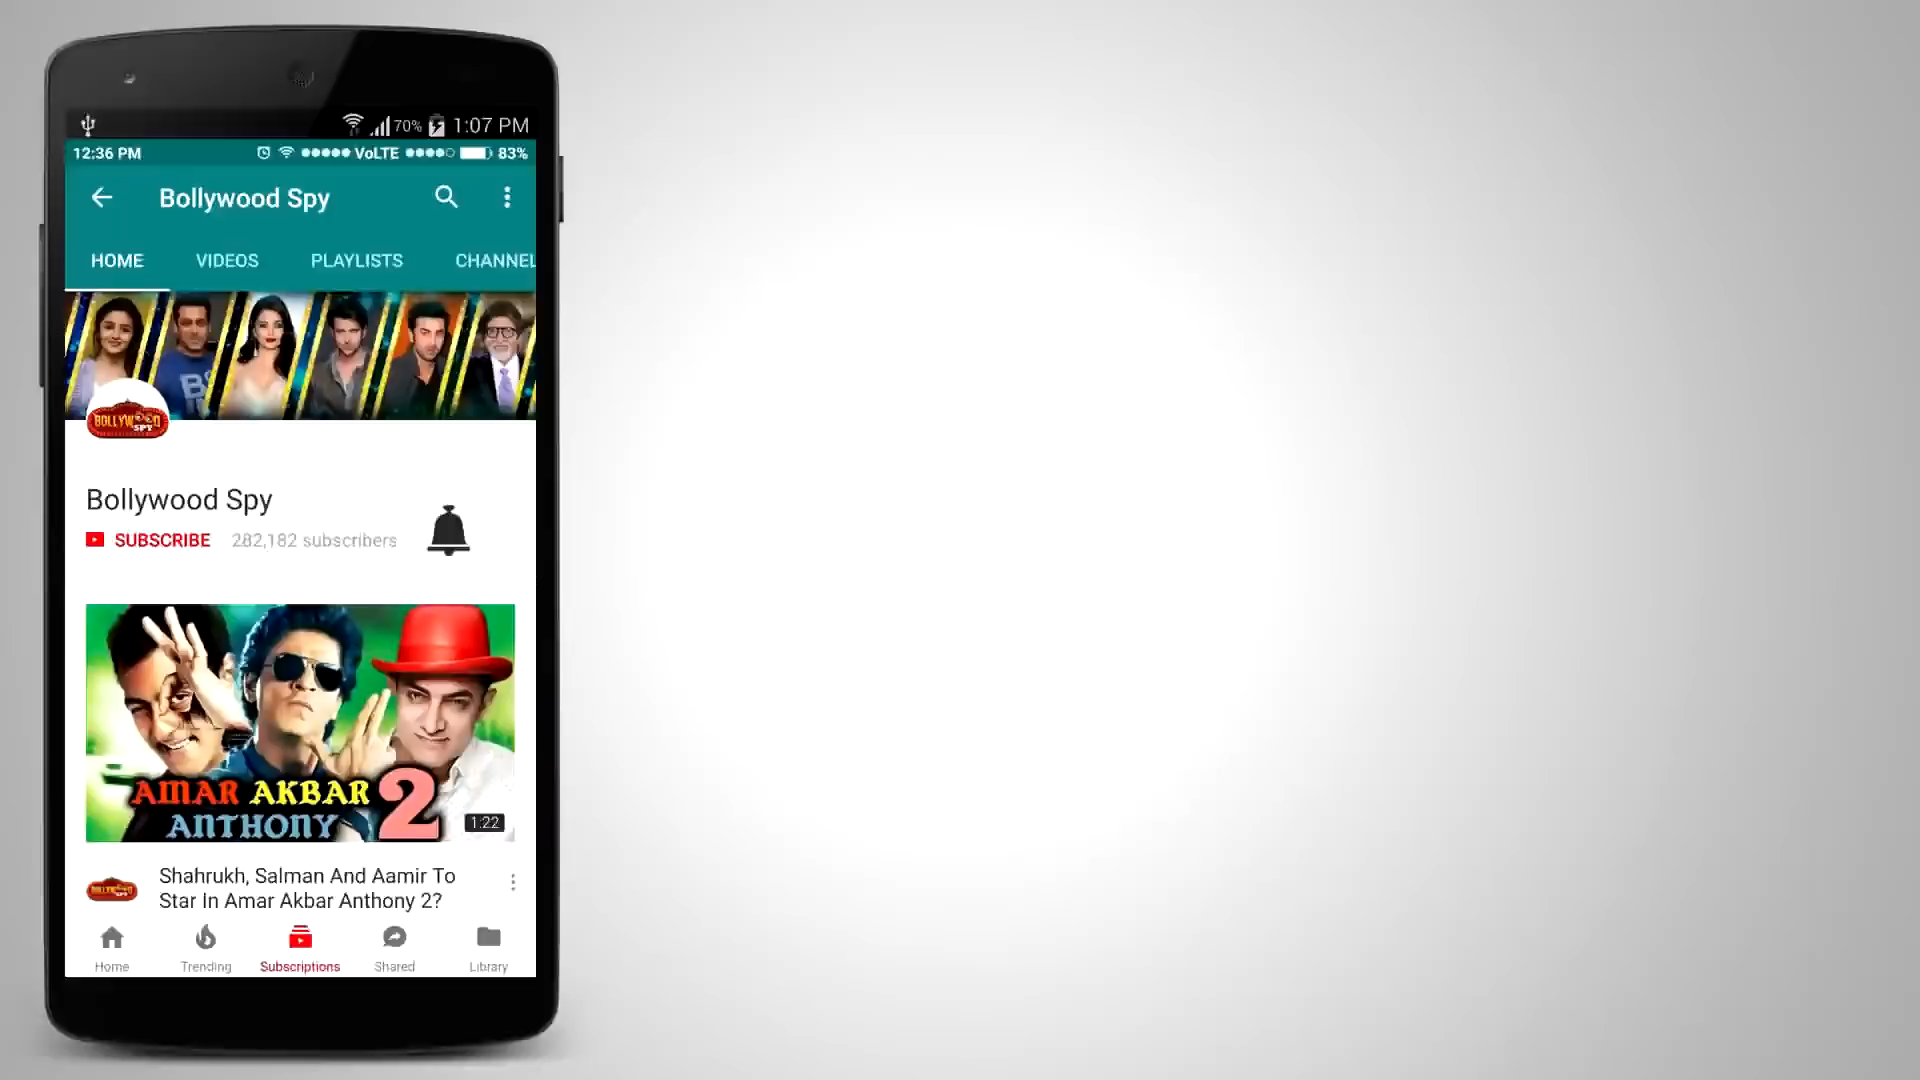 70% 1:07 PM
12:36 PM VoLTE 83%
Bollywood Spy
HOME VIDEOS PLAYLISTS CHANNEL
BOLLYWOOD
SPY
Bollywood Spy
SUBSCRIBE 282,182 subscribers
AMAR AKBAR 2
ANTHONY
1:22
Shahrukh, Salman And Aamir To
Star In Amar Akbar Anthony 2?
Home Trending Subscriptions Shared Library